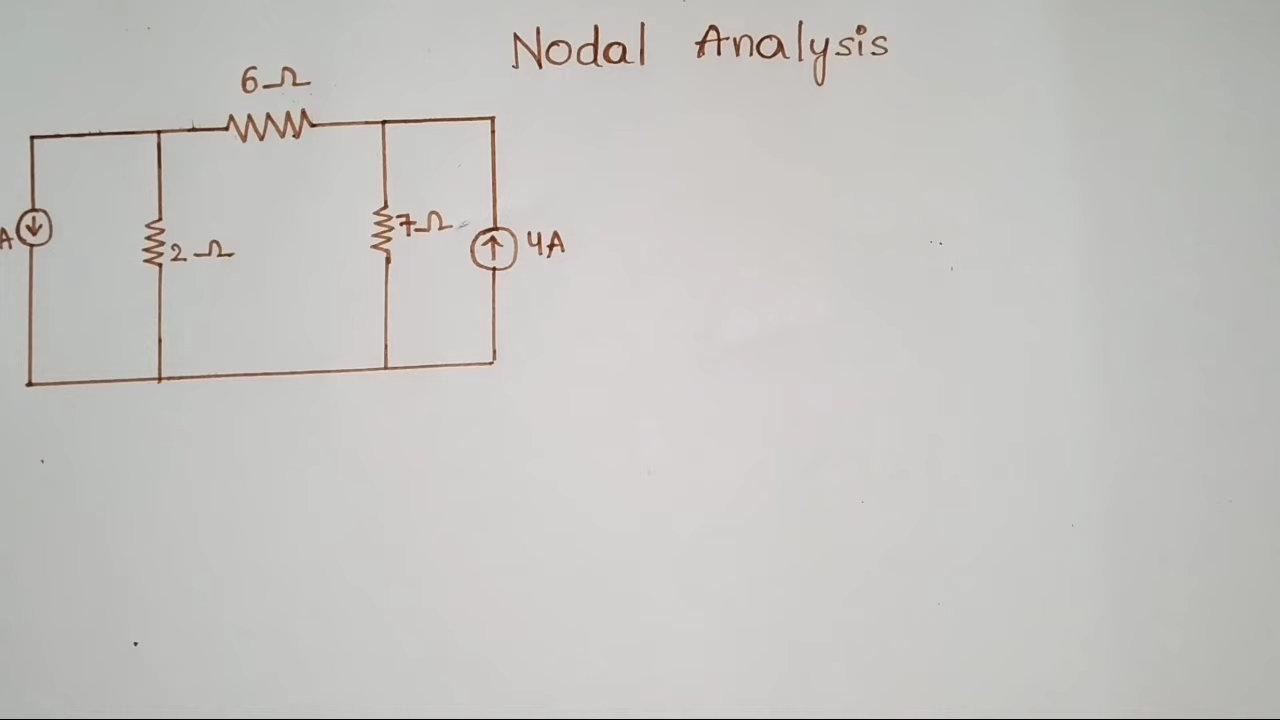 Nodal Analysis
6Ω
A
2Ω
7Ω
4A